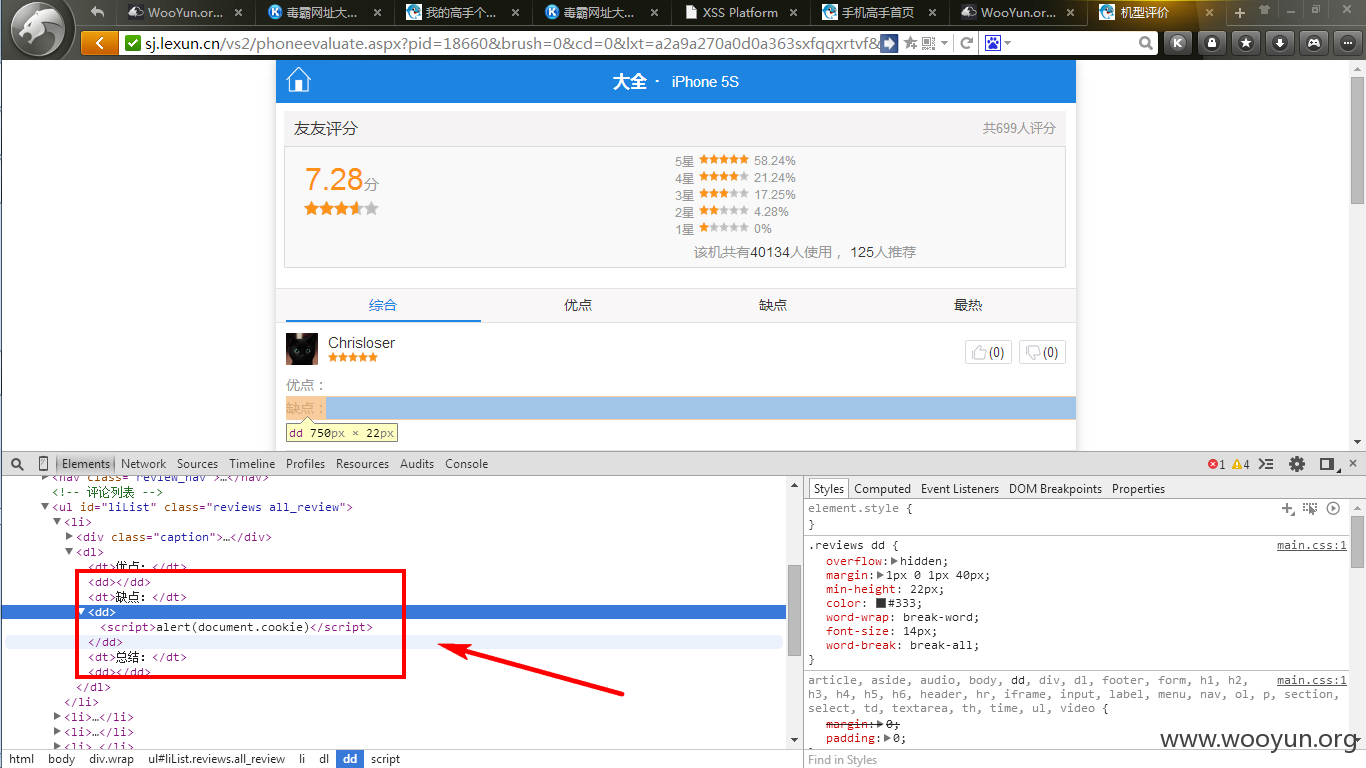 WooYun.or...
毒霸网址大...
我的高手个...
毒霸网址大...
XSS Platform
手机高手首页
WooYun.or...
机型评价
sj.lexun.cn/vs2/phoneevaluate.aspx?pid=18660&brush=0&cd=0&lxt=a2a9a270a0d0a363sxfqqxrtvf&
大全 · iPhone 5S
友友评分
共699人评分
7.28分
5星 58.24%
4星 21.24%
3星 17.25%
2星 4.28%
1星 0%
该机共有40134人使用， 125人推荐
综合 优点 缺点 最热
Chrisloser
(0) (0)
优点：
缺点：
dd 750px × 22px
Elements Network Sources Timeline Profiles Resources Audits Console
1 4
<nav class="review_nav">…</nav>
<!-- 评论列表 -->
<ul id="liList" class="reviews all_review">
<li>
<div class="caption">…</div>
<dl>
<dt>优点：</dt>
<dd></dd>
<dt>缺点：</dt>
<dd>
<script>alert(document.cookie)</script>
</dd>
<dt>总结：</dt>
<dd></dd>
</dl>
</li>
<li>…</li>
<li>…</li>
<li>…</li>
html body div.wrap ul#liList.reviews.all_review li dl dd script
Styles Computed Event Listeners DOM Breakpoints Properties
element.style {
}
.reviews dd {
main.css:1
overflow: hidden;
margin: 1px 0 1px 40px;
min-height: 22px;
color: #333;
word-wrap: break-word;
font-size: 14px;
word-break: break-all;
}
article, aside, audio, body, dd, div, dl, footer, form, h1, h2,
main.css:1
h3, h4, h5, h6, header, hr, iframe, input, label, menu, nav, ol, p, section,
select, td, textarea, th, time, ul, video {
margin: 0;
padding: 0;
Find in Styles
www.wooyun.org